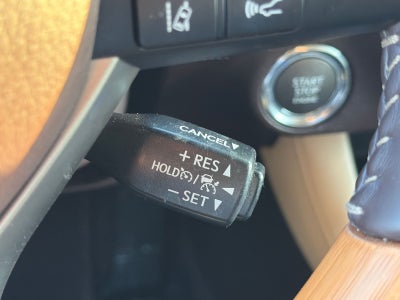 CANCEL▼
+ RES ▲
HOLD / ◀
− SET ▼
START
STOP
ENGINE